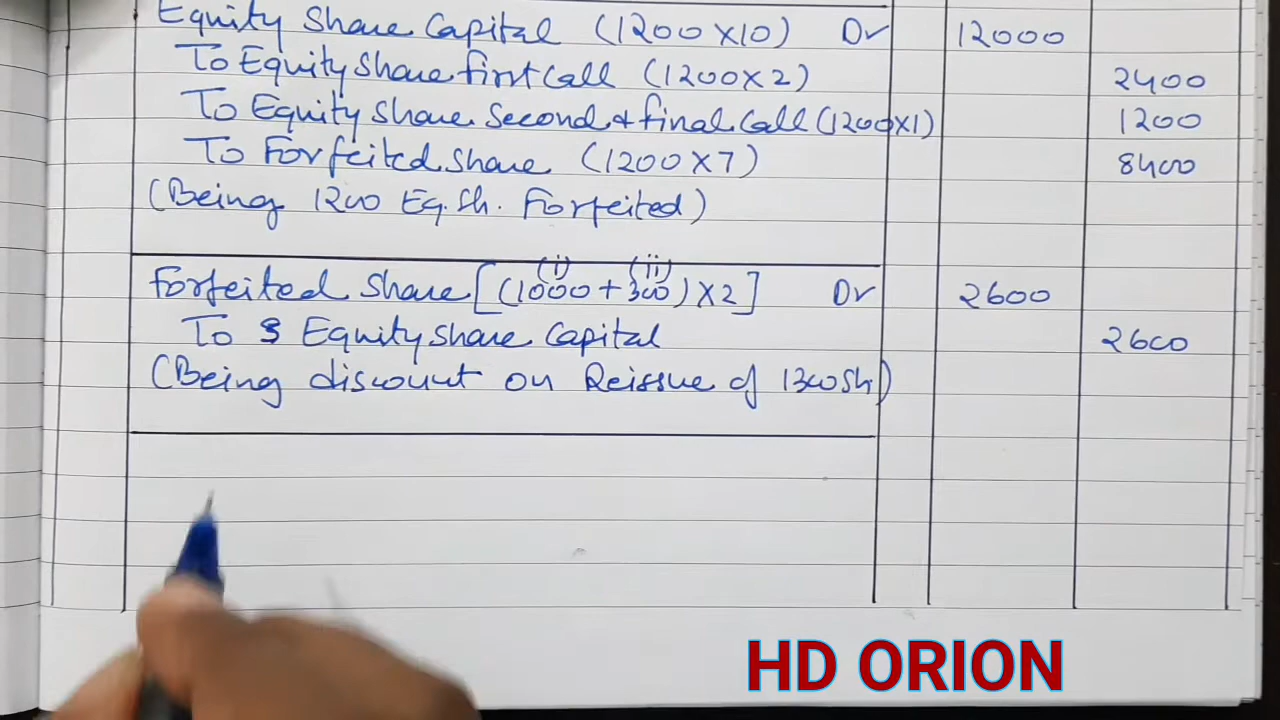 Equity Share Capital (1200×10) Dr 12000
To Equity Share first Call (1200×2) 2400
To Equity Share Second & final Call (1200×1) 1200
To Forfeited Share (1200×7) 8400
(Being 1200 Eq. Sh. Forfeited)
(i) (ii)
Forfeited Share [(1000+300)×2] Dr 2600
To Equity Share Capital 2600
(Being discount on Reissue of 1300 Sh)
HD ORION